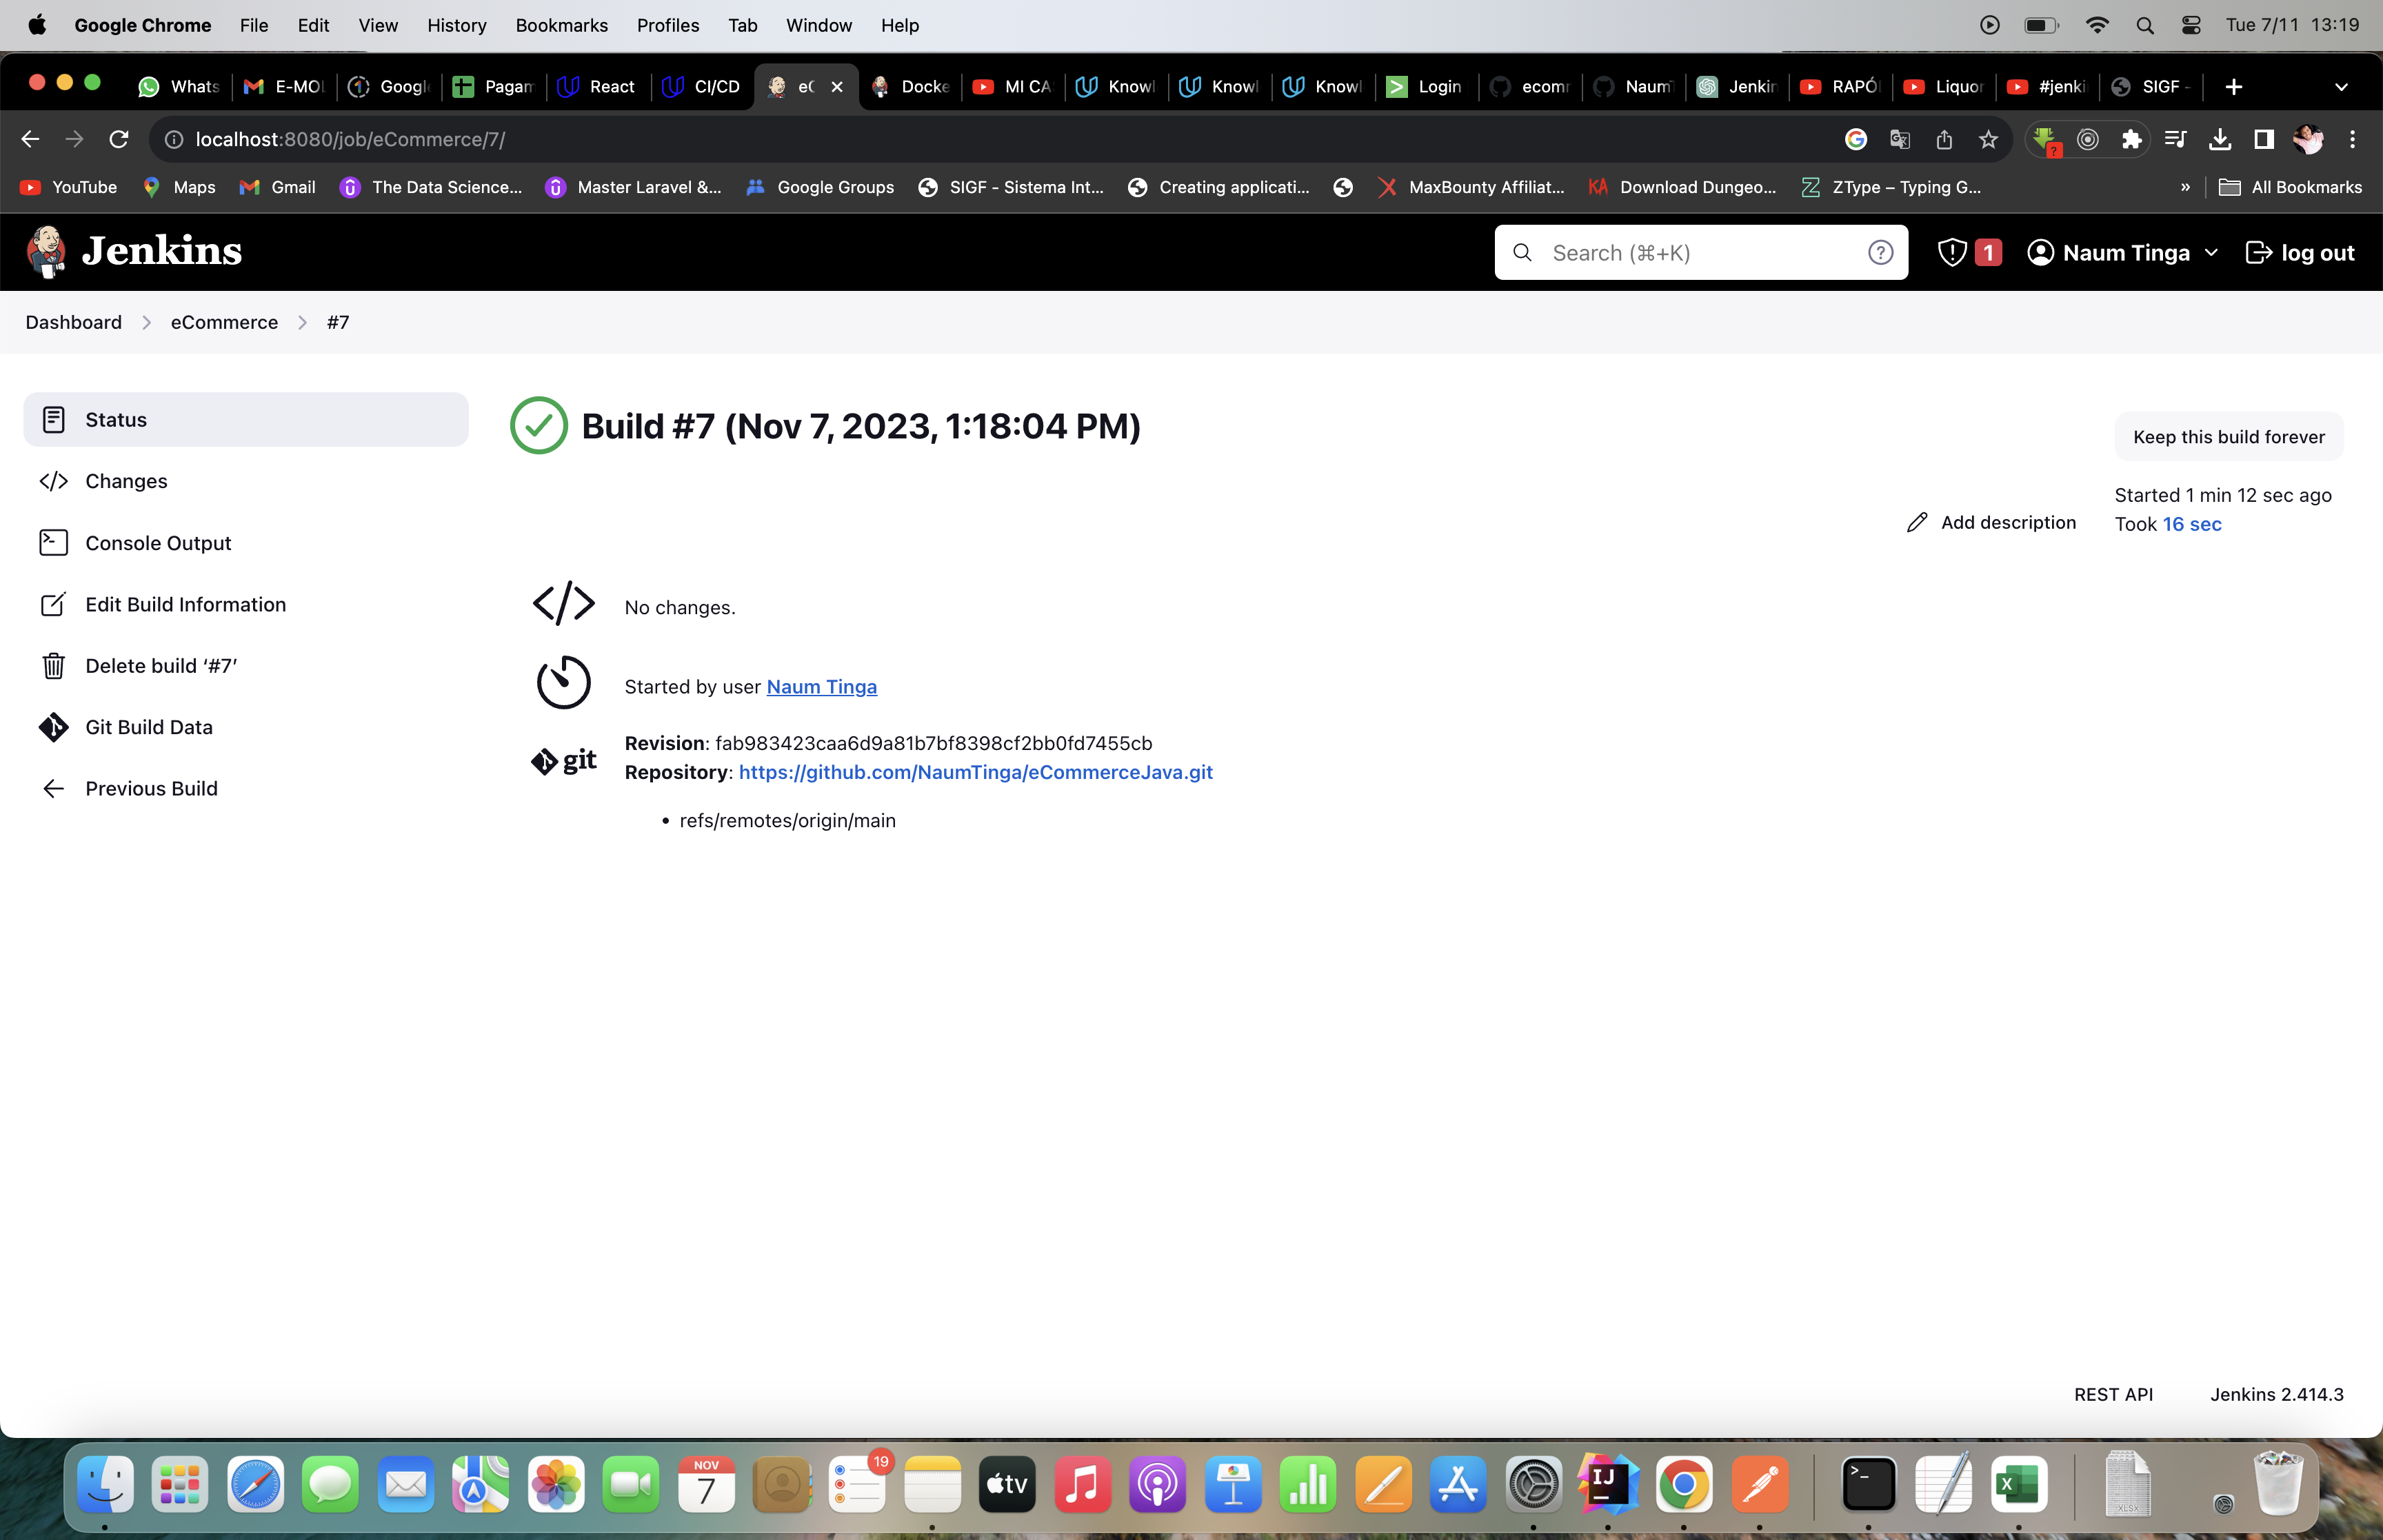 Google Chrome File Edit View History Bookmarks Profiles Tab Window Help Tue 7/11 13:19
Whats E-MOL Googl Pagam React CI/CD eC Docke MI CA Knowl Knowl Knowl Login ecomr NaumT Jenkin RAPÓ Liquor #jenki SIGF -
localhost:8080/job/eCommerce/7/
YouTube Maps Gmail The Data Science... Master Laravel &... Google Groups SIGF - Sistema Int... Creating applicati... MaxBounty Affiliat... Download Dungeo... ZType – Typing G... » All Bookmarks
Jenkins Search (⌘+K) 1 Naum Tinga log out
Dashboard eCommerce #7
Status
Changes
Console Output
Edit Build Information
Delete build ‘#7’
Git Build Data
Previous Build
Build #7 (Nov 7, 2023, 1:18:04 PM)
Keep this build forever
Started 1 min 12 sec ago
Add description
Took 16 sec
No changes.
Started by user Naum Tinga
git
Revision: fab983423caa6d9a81b7bf8398cf2bb0fd7455cb
Repository: https://github.com/NaumTinga/eCommerceJava.git
• refs/remotes/origin/main
REST API Jenkins 2.414.3
NOV
7
19
tv
IJ
XLSX